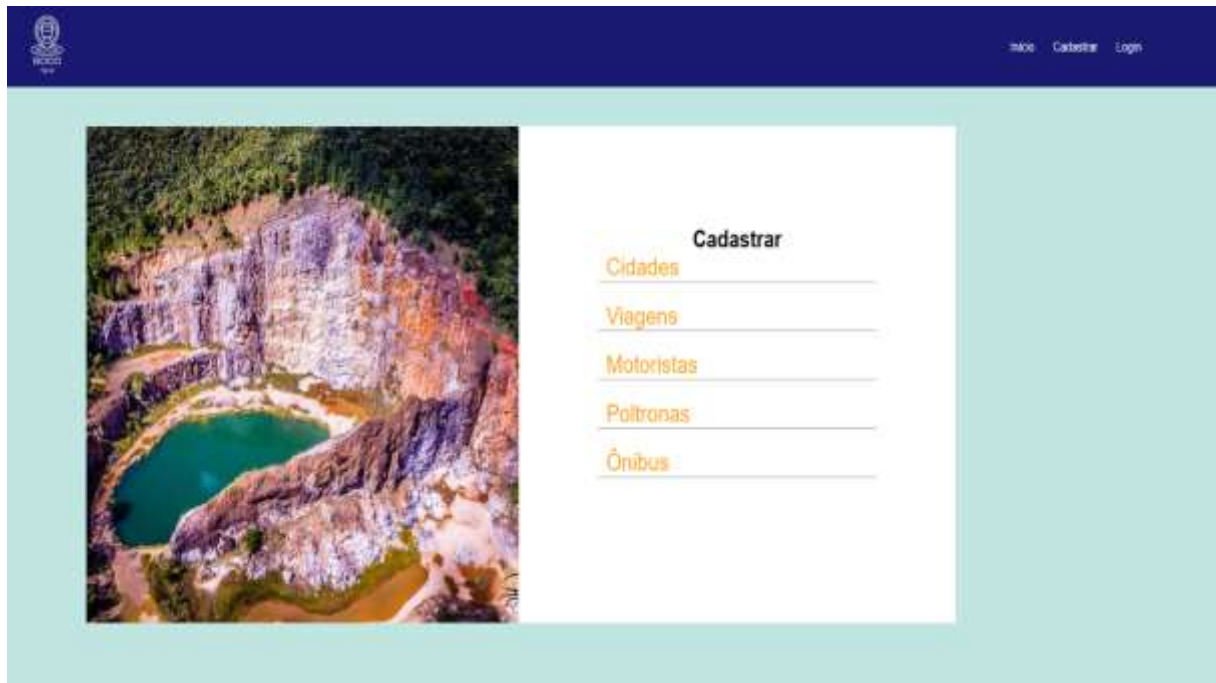 Início Cadastrar Login
Cadastrar
Cidades
Viagens
Motoristas
Poltronas
Ônibus